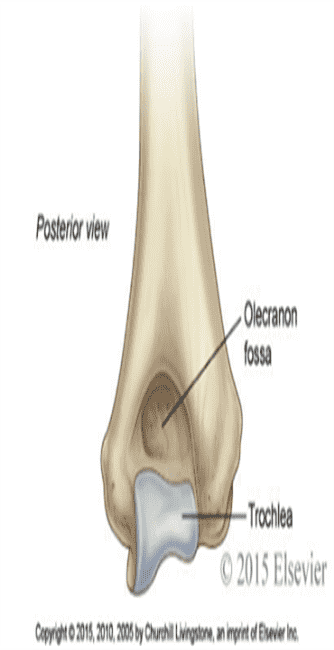 Posterior view
Olecranon
fossa
Trochlea
© 2015 Elsevier
Copyright © 2015, 2010, 2005 by Churchill Livingstone, an imprint of Elsevier Inc.